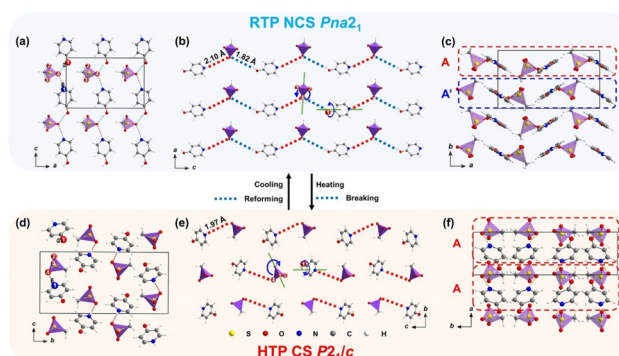 RTP NCS Pna2₁
(a)
(b)
(c)
2.10 Å
1.82 Å
A
A'
c
a
a
c
b
a
Cooling
Heating
Reforming
Breaking
(d)
(e)
(f)
1.97 Å
A
A
c
b
S O N C H
b
c
a
b
HTP CS P2₁/c